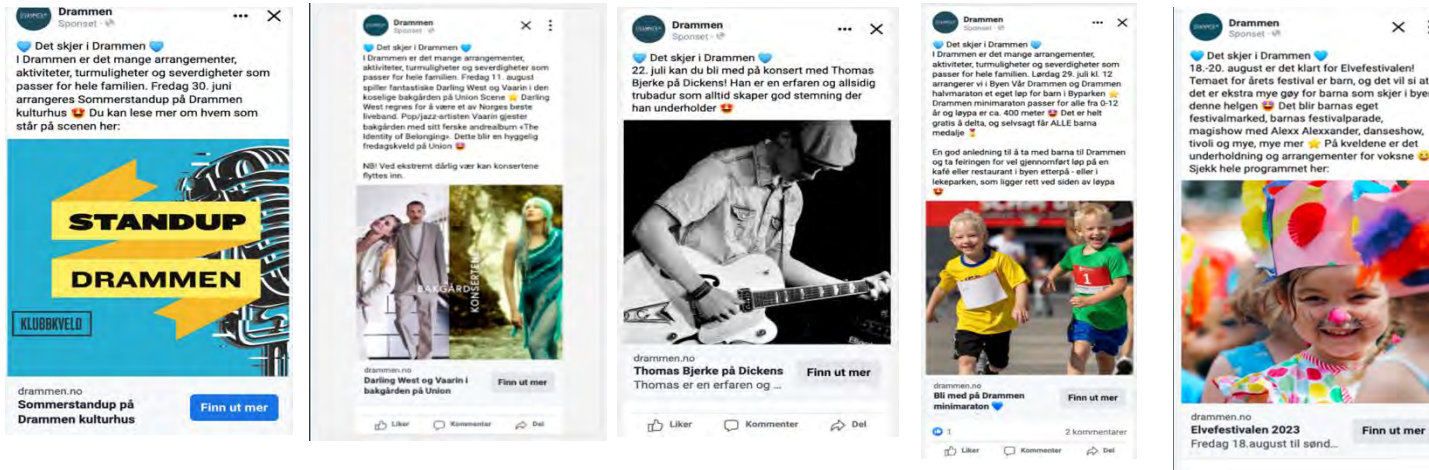 Drammen
Sponset
Det skjer i Drammen
I Drammen er det mange arrangementer,
aktiviteter, turmuligheter og severdigheter som
passer for hele familien. Fredag 30. juni
arrangeres Sommerstandup på Drammen
kulturhus Du kan lese mer om hvem som
står på scenen her:
STANDUP
DRAMMEN
KLUBBKVELD
drammen.no
Sommerstandup på
Drammen kulturhus
Finn ut mer
Drammen
Sponset
Det skjer i Drammen
I Drammen er det mange arrangementer,
aktiviteter, turmuligheter og severdigheter som
passer for hele familien. Fredag 11. august
spiller fantastiske Darling West og Vaarin i den
koselige bakgården på Union Scene Darling
West regnes for å være et av Norges beste
liveband. Pop/jazz-artisten Vaarin gjester
bakgården med sitt ferske andrealbum «The
Identity of Belonging». Dette blir en hyggelig
fredagskveld på Union
NB! Ved ekstremt dårlig vær kan konsertene
flyttes inn.
BAKGÅRD
KONSERTEN
drammen.no
Darling West og Vaarin i
bakgården på Union
Finn ut mer
Liker Kommenter Del
Drammen
Sponset
Det skjer i Drammen
22. juli kan du bli med på konsert med Thomas
Bjerke på Dickens! Han er en erfaren og allsidig
trubadur som alltid skaper god stemning der
han underholder
drammen.no
Thomas Bjerke på Dickens
Thomas er en erfaren og ...
Finn ut mer
Liker Kommenter Del
Drammen
Sponset
Det skjer i Drammen
I Drammen er det mange arrangementer,
aktiviteter, turmuligheter og severdigheter som
passer for hele familien. Lørdag 29. juli kl. 12
arrangerer vi i Byen Vår Drammen og Drammen
halvmaraton et eget løp for barn i Byparken
Drammen minimaraton passer for alle fra 0-12
år og løypa er ca. 400 meter Det er helt
gratis å delta, og selvsagt får ALLE barna
medalje
En god anledning til å ta med barna til Drammen
og ta feiringen for vel gjennomført løp på en
kafé eller restaurant i byen etterpå - eller i
lekeparken, som ligger rett ved siden av løypa
1
drammen.no
Bli med på Drammen
minimaraton
Finn ut mer
1
2 kommentarer
Liker Kommenter Del
Drammen
Sponset
Det skjer i Drammen
18.-20. august er det klart for Elvefestivalen!
Temaet for årets festival er barn, og det vil si at
det er ekstra mye gøy for barna som skjer i byen
denne helgen Det blir barnas eget
festivalmarked, barnas festivalparade,
magishow med Alexx Alexxander, danseshow,
tivoli og mye, mye mer På kveldene er det
underholdning og arrangementer for voksne
Sjekk hele programmet her:
drammen.no
Elvefestivalen 2023
Fredag 18.august til sønd...
Finn ut mer